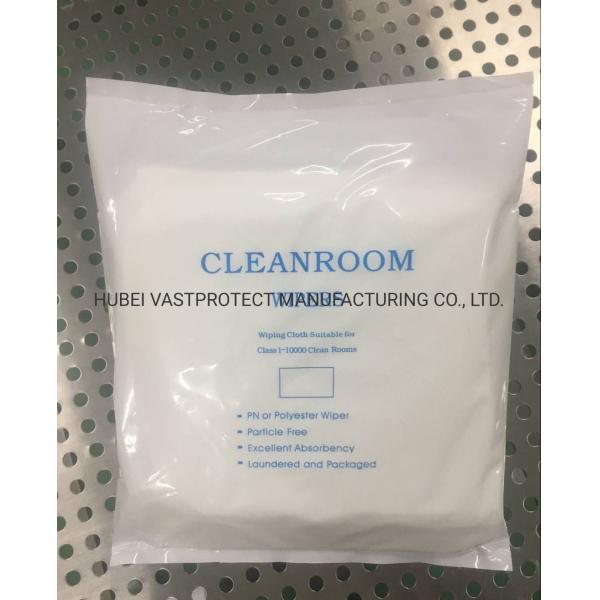 CLEANROOM
WIPERS
HUBEI VASTPROTECT MANUFACTURING CO., LTD.
Wiping Cloth Suitable for
Class 1-10000 Clean Rooms
PN or Polyester Wiper
Particle Free
Excellent Absorbency
Laundered and Packaged